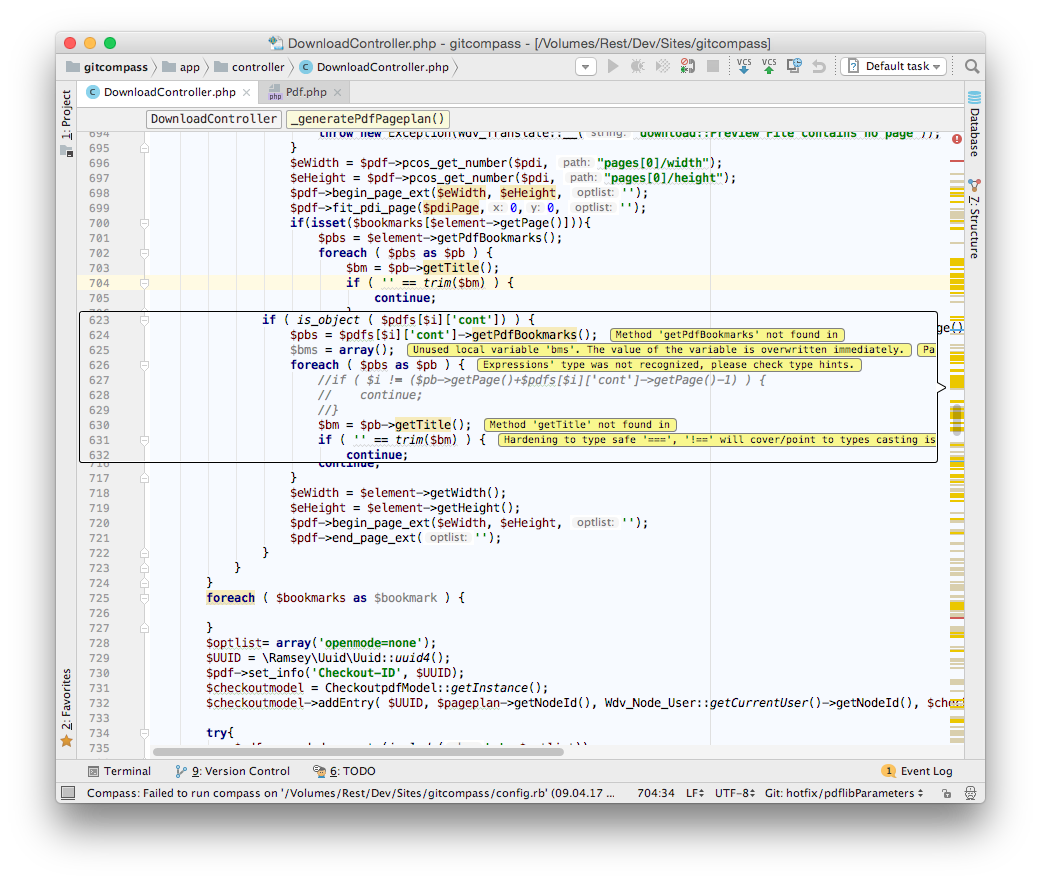 DownloadController.php - gitcompass - [/Volumes/Rest/Dev/Sites/gitcompass]
gitcompass app controller DownloadController.php VCS VCS Default task
DownloadController.php Pdf.php
DownloadController _generatePdfPageplan()
1: Project
Database
Z: Structure
2: Favorites
694 throw new Exception(Wdv_Translate::__( string: 'download::Preview File contains no page'));
695 }
696 $eWidth = $pdf->pcos_get_number($pdi, path: "pages[0]/width");
697 $eHeight = $pdf->pcos_get_number($pdi, path: "pages[0]/height");
698 $pdf->begin_page_ext($eWidth, $eHeight, optlist: '');
699 $pdf->fit_pdi_page($pdiPage, x: 0, y: 0, optlist: '');
700 if(isset($bookmarks[$element->getPage()])){
701 $pbs = $element->getPdfBookmarks();
702 foreach ( $pbs as $pb ) {
703 $bm = $pb->getTitle();
704 if ( '' == trim($bm) ) {
705 continue;
623 if ( is_object ( $pdfs[$i]['cont']) ) {
624 $pbs = $pdfs[$i]['cont']->getPdfBookmarks(); Method 'getPdfBookmarks' not found in
625 $bms = array(); Unused local variable 'bms'. The value of the variable is overwritten immediately. Pa
626 foreach ( $pbs as $pb ) { Expressions' type was not recognized, please check type hints.
627 //if ( $i != ($pb->getPage()+$pdfs[$i]['cont']->getPage()-1) ) {
628 // continue;
629 //}
630 $bm = $pb->getTitle(); Method 'getTitle' not found in
631 if ( '' == trim($bm) ) { Hardening to type safe '===', '!==' will cover/point to types casting is
632 continue;
716 continue;
717 }
718 $eWidth = $element->getWidth();
719 $eHeight = $element->getHeight();
720 $pdf->begin_page_ext($eWidth, $eHeight, optlist: '');
721 $pdf->end_page_ext( optlist: '');
722 }
723 }
724 }
725 foreach ( $bookmarks as $bookmark ) {
726
727 }
728 $optlist= array('openmode=none');
729 $UUID = \Ramsey\Uuid\Uuid::uuid4();
730 $pdf->set_info('Checkout-ID', $UUID);
731 $checkoutmodel = CheckoutpdfModel::getInstance();
732 $checkoutmodel->addEntry( $UUID, $pageplan->getNodeId(), Wdv_Node_User::getCurrentUser()->getNodeId(), $che
733
734 try{
735
Terminal 9: Version Control 6: TODO 1 Event Log
Compass: Failed to run compass on '/Volumes/Rest/Dev/Sites/gitcompass/config.rb' (09.04.17 ... 704:34 LF UTF-8 Git: hotfix/pdflibParameters